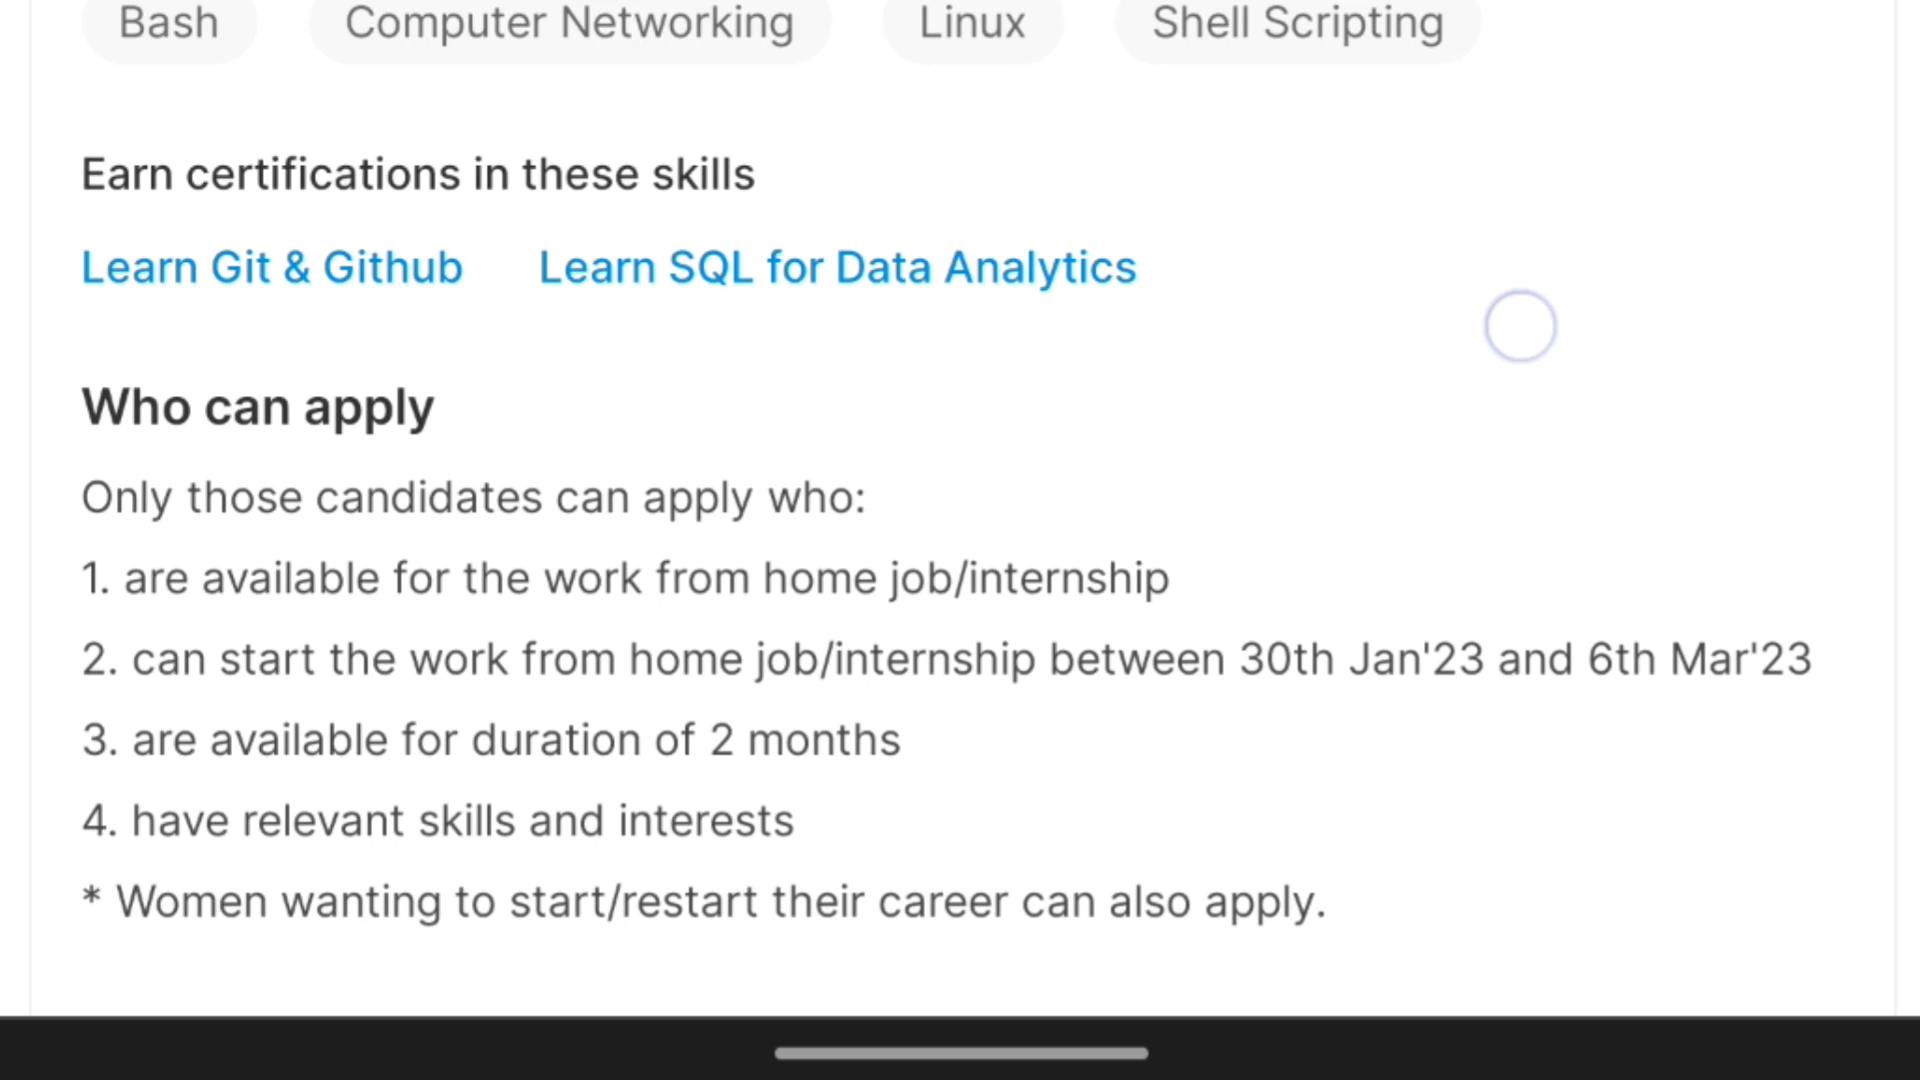 Bash Computer Networking Linux Shell Scripting
Earn certifications in these skills
Learn Git & Github Learn SQL for Data Analytics
Who can apply
Only those candidates can apply who:
1. are available for the work from home job/internship
2. can start the work from home job/internship between 30th Jan'23 and 6th Mar'23
3. are available for duration of 2 months
4. have relevant skills and interests
* Women wanting to start/restart their career can also apply.